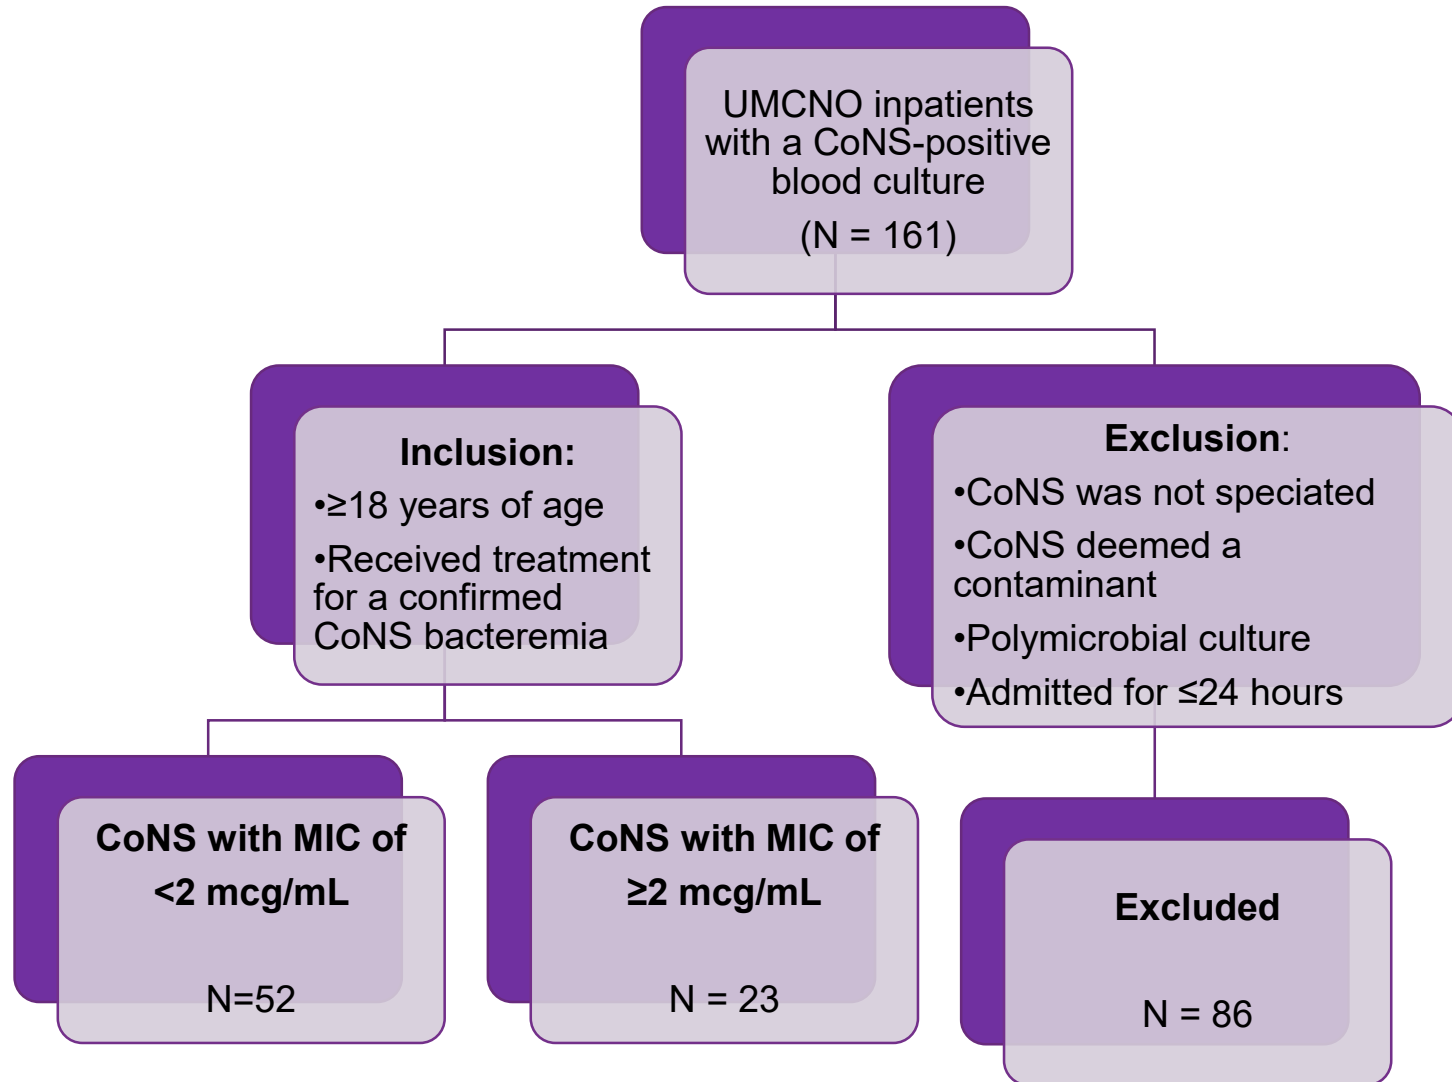 UMCNO inpatients
with a CoNS-positive
blood culture
(N = 161)
Inclusion:
•≥18 years of age
•Received treatment
for a confirmed
CoNS bacteremia
Exclusion:
•CoNS was not speciated
•CoNS deemed a
contaminant
•Polymicrobial culture
•Admitted for ≤24 hours
CoNS with MIC of
<2 mcg/mL
N=52
CoNS with MIC of
≥2 mcg/mL
N = 23
Excluded
N = 86